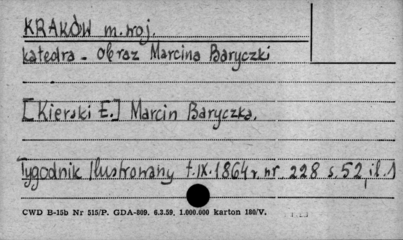 KRAKÓW m. woj.
katedra - obraz Marcina Baryczki
[Kierski E.] Marcin Baryczka.
Tygodnik Ilustrowany t.IX. 1864 r. nr. 228 s. 52, il. 1
CWD B-15b Nr 515/P. GDA-809. 6.3.59. 1.000.000 karton 180/V.